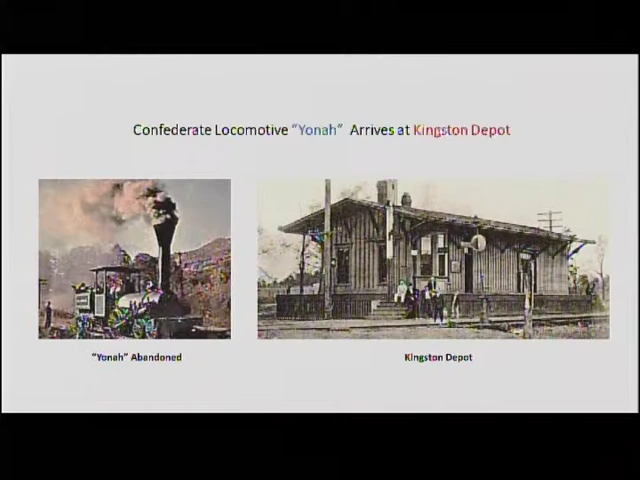 Confederate Locomotive “Yonah” Arrives at Kingston Depot
“Yonah” Abandoned
Kingston Depot